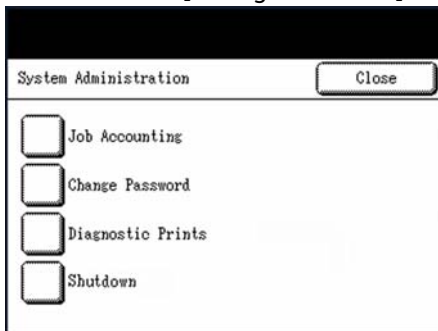 System Administration
Close
Job Accounting
Change Password
Diagnostic Prints
Shutdown